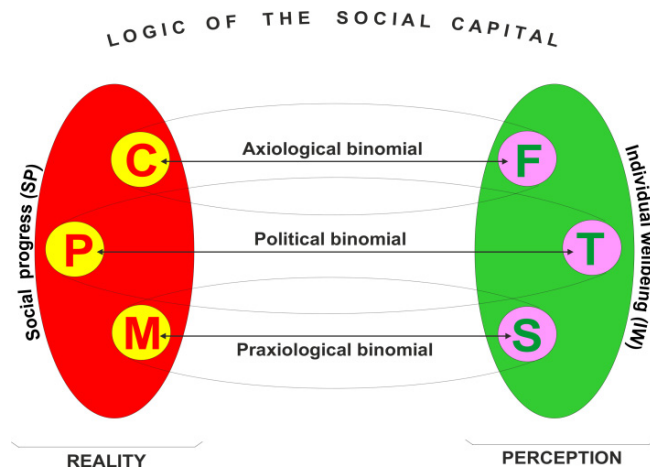 LOGIC OF THE SOCIAL CAPITAL
Social progress (SP)
C
Axiological binomial
F
P
Political binomial
T
M
Praxiological binomial
S
Individual wellbeing (IW)
REALITY
PERCEPTION